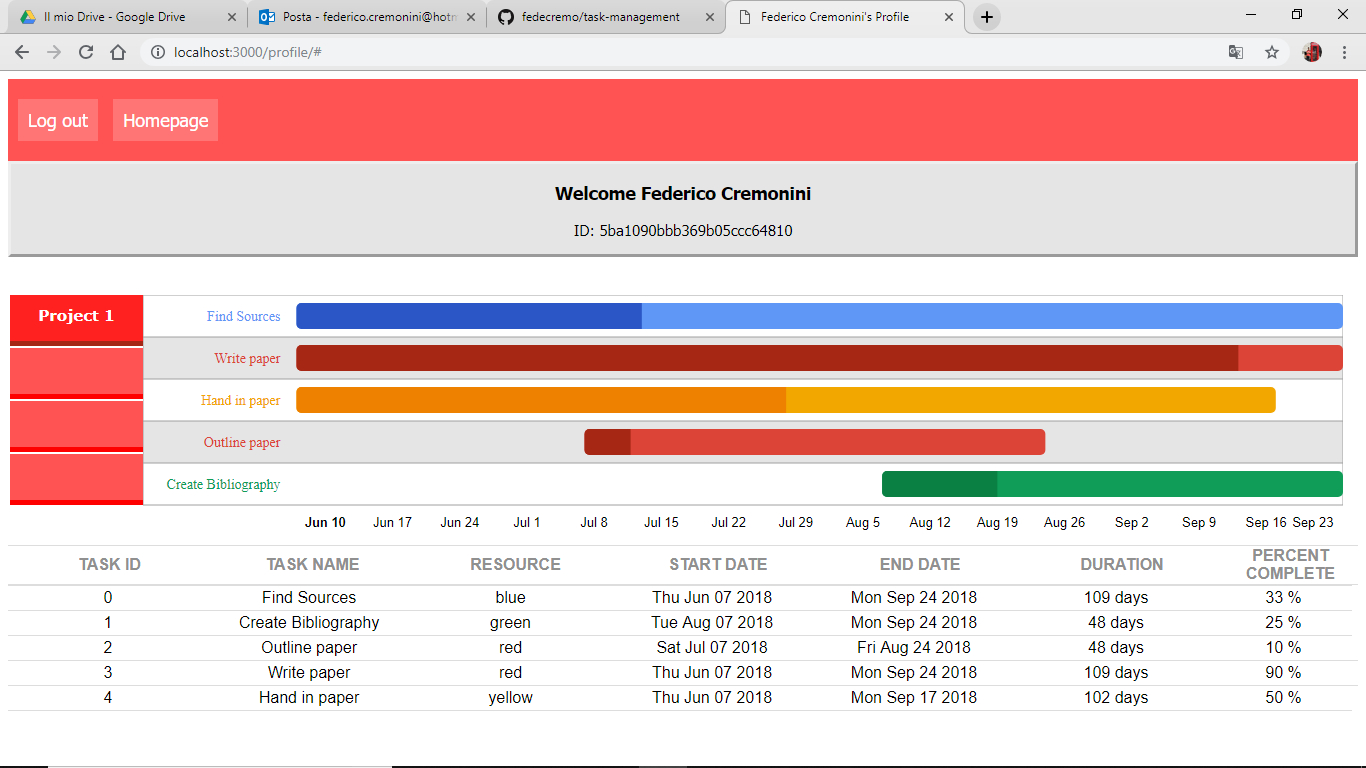 Il mio Drive - Google Drive
Posta - federico.cremonini@hotm
fedecremo/task-management
Federico Cremonini's Profile
localhost:3000/profile/#
Log out
Homepage
Welcome Federico Cremonini
ID: 5ba1090bbb369b05ccc64810
Project 1
Find Sources
Write paper
Hand in paper
Outline paper
Create Bibliography
Jun 10 Jun 17 Jun 24 Jul 1 Jul 8 Jul 15 Jul 22 Jul 29 Aug 5 Aug 12 Aug 19 Aug 26 Sep 2 Sep 9 Sep 16 Sep 23
TASK ID TASK NAME RESOURCE START DATE END DATE DURATION PERCENT
COMPLETE
0 Find Sources blue Thu Jun 07 2018 Mon Sep 24 2018 109 days 33 %
1 Create Bibliography green Tue Aug 07 2018 Mon Sep 24 2018 48 days 25 %
2 Outline paper red Sat Jul 07 2018 Fri Aug 24 2018 48 days 10 %
3 Write paper red Thu Jun 07 2018 Mon Sep 24 2018 109 days 90 %
4 Hand in paper yellow Thu Jun 07 2018 Mon Sep 17 2018 102 days 50 %